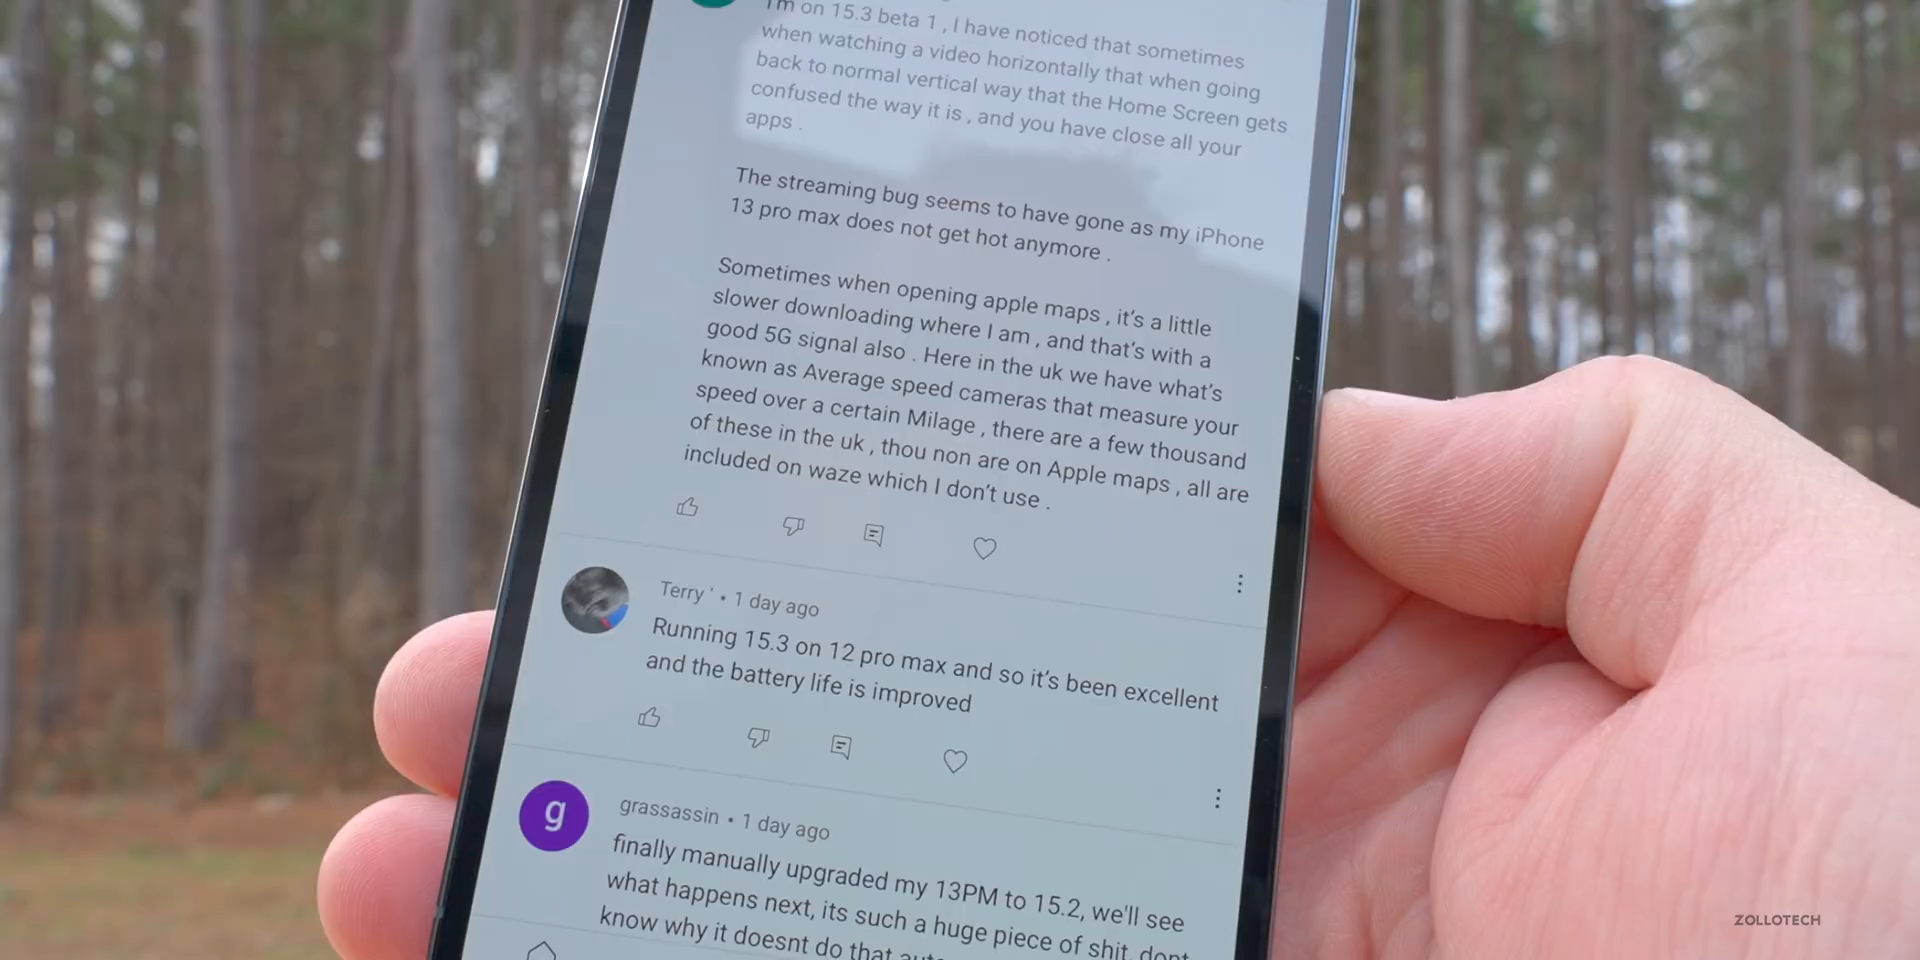 I'm on 15.3 beta 1 , I have noticed that sometimes
when watching a video horizontally that when going
back to normal vertical way that the Home Screen gets
confused the way it is , and you have close all your
apps .
The streaming bug seems to have gone as my iPhone
13 pro max does not get hot anymore .
Sometimes when opening apple maps , it's a little
slower downloading where I am , and that's with a
good 5G signal also . Here in the uk we have what's
known as Average speed cameras that measure your
speed over a certain Milage , there are a few thousand
of these in the uk , thou non are on Apple maps , all are
included on waze which I don't use .
Terry ' • 1 day ago
Running 15.3 on 12 pro max and so it's been excellent
and the battery life is improved
g
grassassin • 1 day ago
finally manually upgraded my 13PM to 15.2, we'll see
what happens next, its such a huge piece of shit, dont
know why it doesnt do that
ZOLLOTECH